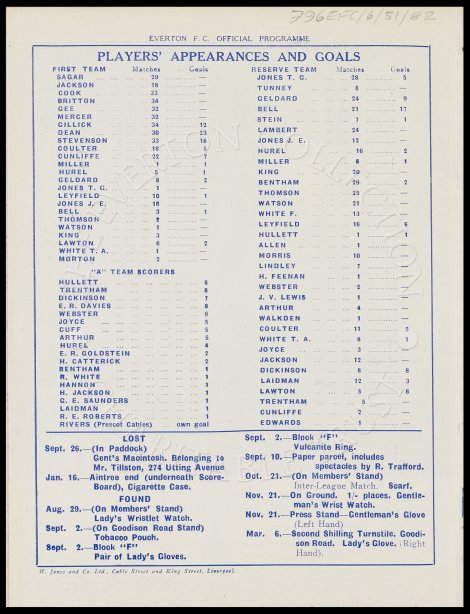 736EFC/6/51/82
EVERTON F.C. OFFICIAL PROGRAMME
PLAYERS' APPEARANCES AND GOALS
FIRST TEAM Matches Goals
SAGAR 29 —
JACKSON 18 —
COOK 33 —
BRITTON 34 —
GEE 34 —
MERCER 32 —
GILLICK 34 12
DEAN 30 23
STEVENSON 33 18
COULTER 18 5
CUNLIFFE 22 7
MILLER 1 1
HUREL 5 1
GELDARD 8 2
JONES T. G. 1 —
LEYFIELD 10 1
JONES J. E. 16 —
BELL 3 1
THOMSON 2 —
WATSON 1 —
KING 3 —
LAWTON 6 2
WHITE T. A. 1 —
MORTON 2 —
"A" TEAM SCORERS
HULLETT 8
TRENTHAM 8
DICKINSON 7
E. R. DAVIES 6
WEBSTER 6
JOYCE 5
CUFF 5
ARTHUR 5
HUREL 4
E. R. GOLDSTEIN 2
H. CATTERICK 2
BENTHAM 1
R. WHITE 1
HANNON 1
H. JACKSON 1
G. E. SAUNDERS 1
LAIDMAN 1
R. E. ROBERTS 1
RIVERS (Prescot Cables) own goal
RESERVE TEAM Matches Goals
JONES T. G. 28 5
TUNNEY 6 —
GELDARD 24 9
BELL 21 17
STEIN 7 1
LAMBERT 24 —
JONES J. E. 12 —
HUREL 16 2
MILLER 6 1
KING 20 —
BENTHAM 29 2
THOMSON 25 —
WATSON 21 —
WHITE F. 13 —
LEYFIELD 16 6
HULLETT 1 1
ALLEN 1 —
MORRIS 10 —
LINDLEY 7 —
H. FEENAN 1 —
WEBSTER 2 —
J. V. LEWIS 1 —
ARTHUR 4 —
WALKDEN 1 —
COULTER 11 5
WHITE T. A. 8 1
JOYCE 3 —
JACKSON 12 —
DICKINSON 8 8
LAIDMAN 12 3
LAWTON 5 6
TRENTHAM 5
CUNLIFFE 2 —
EDWARDS 1 —
LOST
Sept. 26.—(In Paddock)
Gent's Macintosh. Belonging to
Mr. Tillston, 274 Utting Avenue
Jan. 16.—Aintree end (underneath Score-
Board), Cigarette Case.
FOUND
Aug. 29.—(On Members' Stand)
Lady's Wristlet Watch.
Sept. 2.—(On Goodison Road Stand)
Tobacco Pouch.
Sept. 2.—Block "F"
Pair of Lady's Gloves.
Sept. 2.—Block "F"
Vulcanite Ring.
Sept. 10.—Paper parcel, includes
spectacles by R. Trafford.
Oct. 21.—(On Members' Stand)
Inter-League Match. Scarf.
Nov. 21.—On Ground. 1/- places. Gentle-
man's Wrist Watch.
Nov. 21.—Press Stand—Gentleman's Glove
(Left Hand)
Mar. 6.—Second Shilling Turnstile. Goodi-
son Road. Lady's Glove. (Right
Hand).
W. Jones and Co. Ltd., Cable Street and King Street, Liverpool.
EVERTON COLLECTION